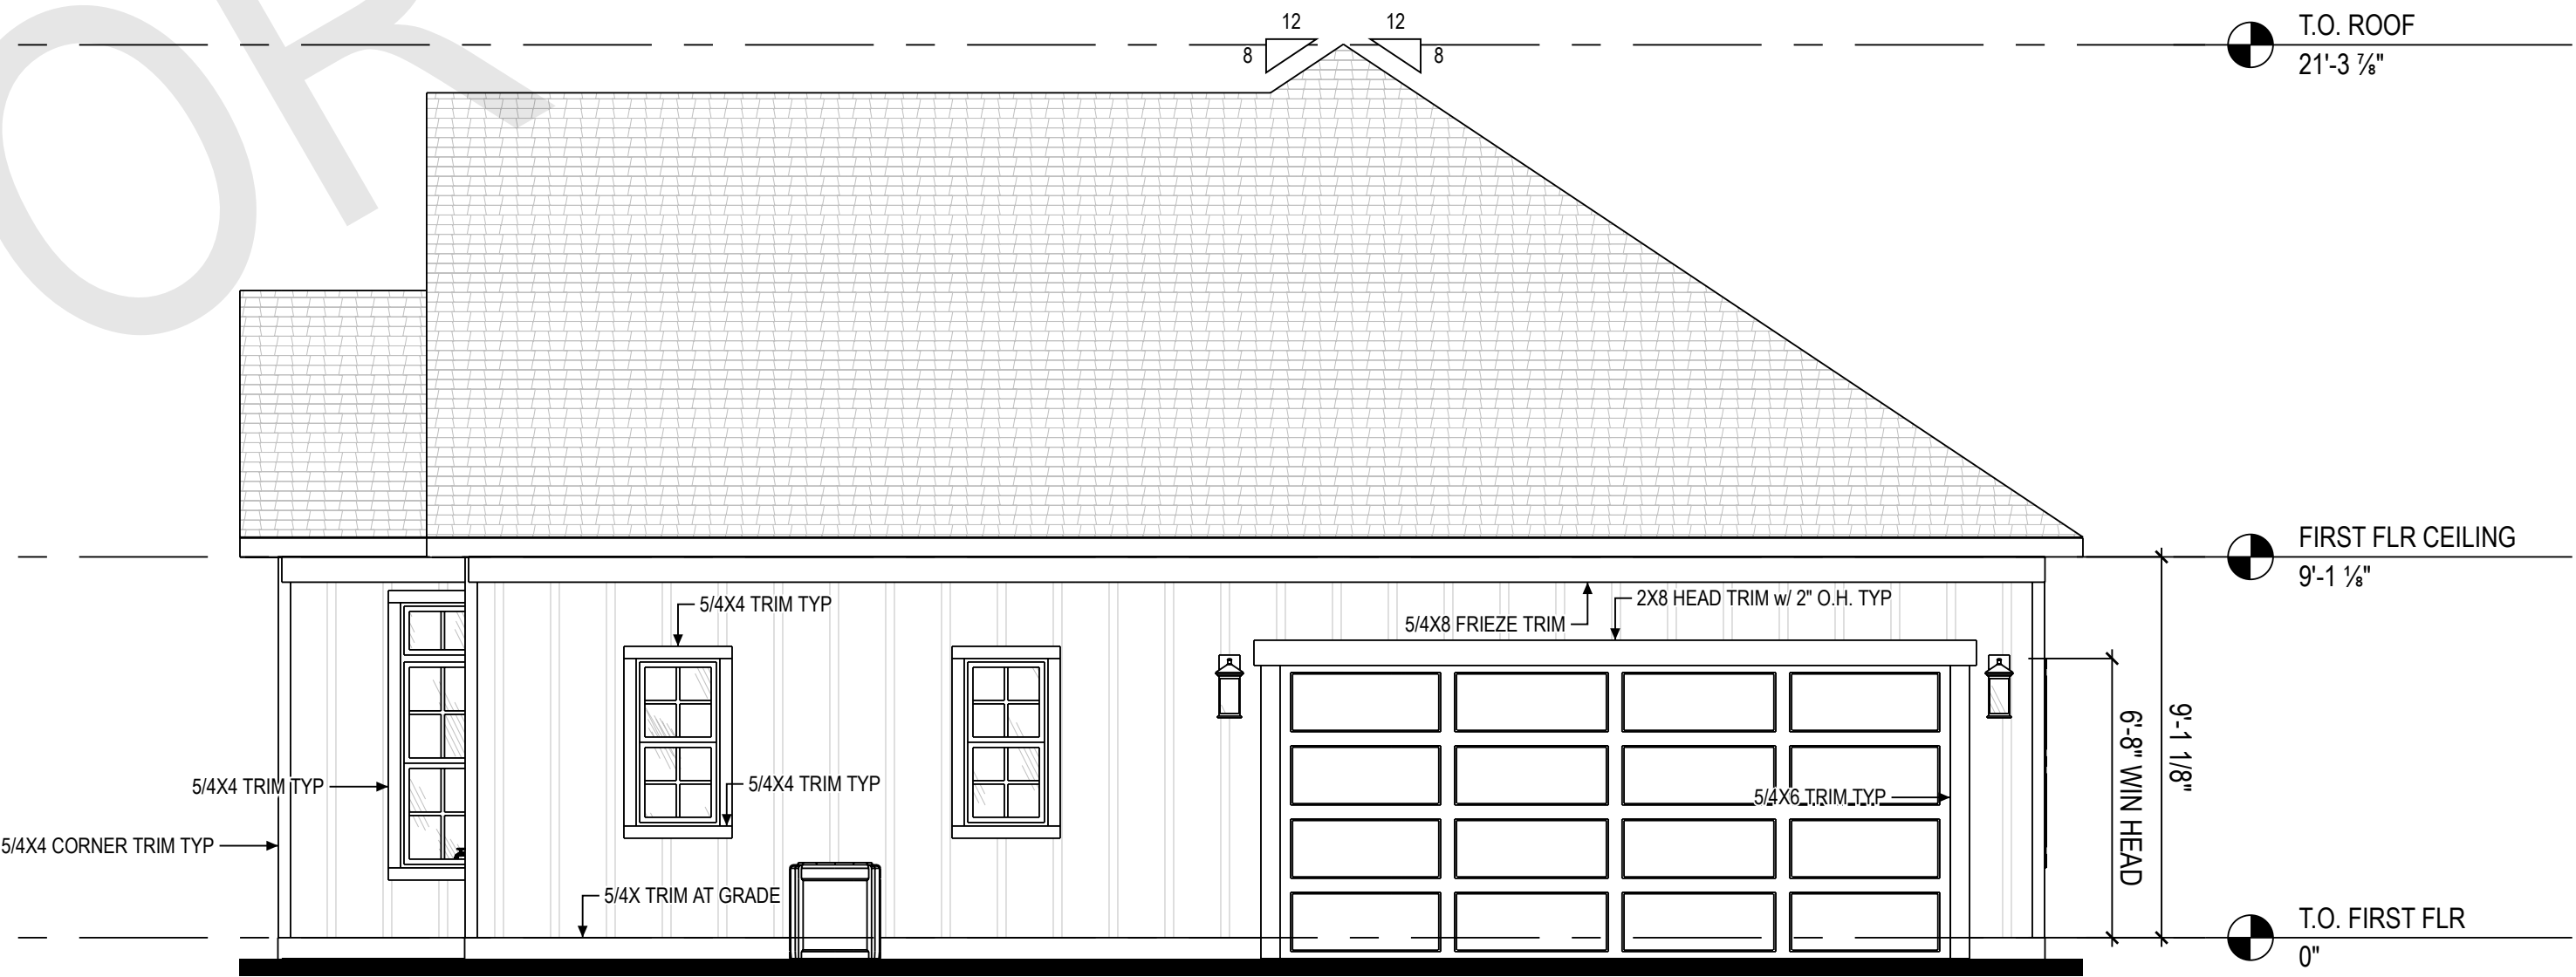 OR
12
12
8
8
T.O. ROOF
21'-3 ⅞"
FIRST FLR CEILING
9'-1 ⅛"
5/4X4 TRIM TYP
2X8 HEAD TRIM w/ 2" O.H. TYP
5/4X8 FRIEZE TRIM
9'-1 1/8"
6'-8" WIN HEAD
5/4X4 TRIM TYP
5/4X4 TRIM TYP
5/4X6 TRIM TYP
5/4X4 CORNER TRIM TYP
5/4X TRIM AT GRADE
T.O. FIRST FLR
0"